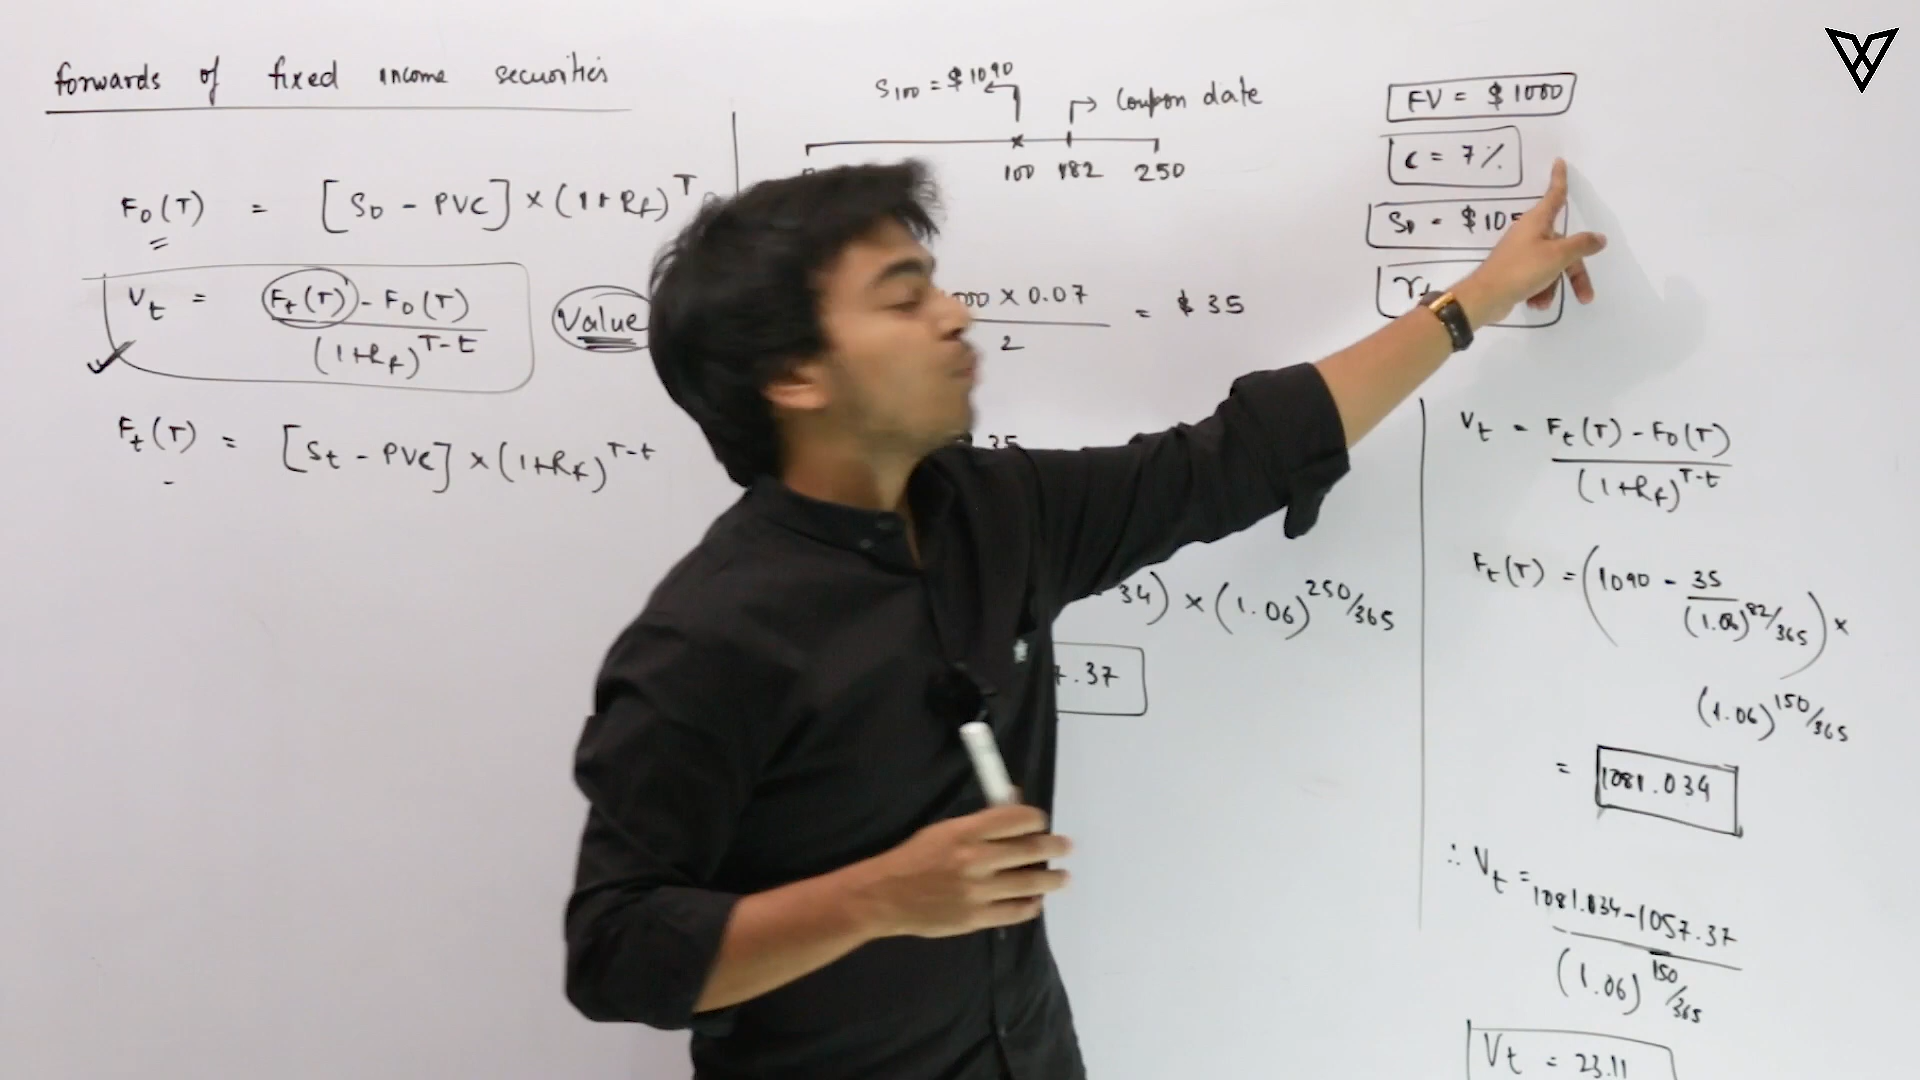 forwards of fixed income securities
F0(T) = [S0 - PVC] × (1+Rf)^T
Vt = Ft(T) - F0(T)
(1+Rf)^T-t
Value
Ft(T) = [St - PVC] × (1+Rf)^T-t
S100 = $1090
Coupon date
100 182 250
× 0.07 = $35
2
35
34) × (1.06)^250/365
7.37
FV = $1000
C = 7%
S0 = $105
Vt = Ft(T) - F0(T)
(1+Rf)^T-t
Ft(T) = (1090 - 35
(1.06)^82/365) ×
(1.06)^150/365
= 1081.034
∴ Vt = 1081.034-1057.37
(1.06)^150/365
Vt = 23.11